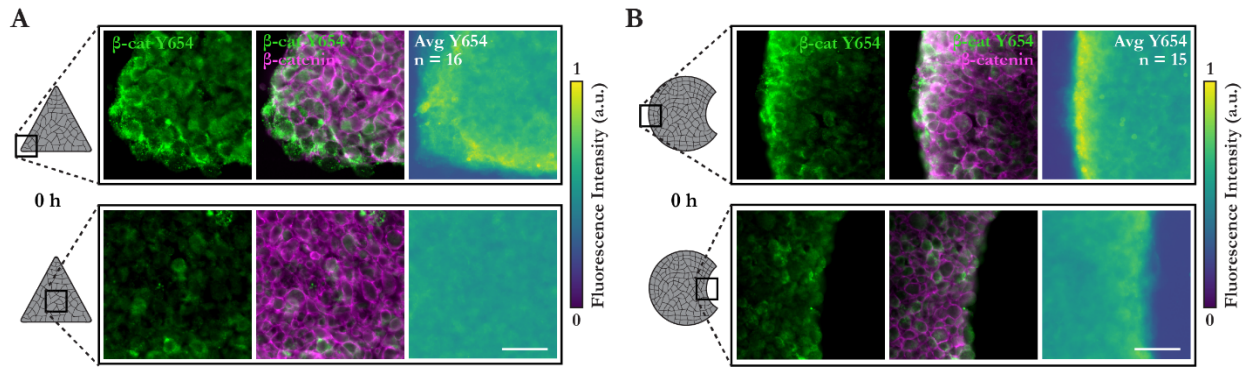 A
β-cat Y654
β-cat Y654
β-catenin
Avg Y654
n = 16
0 h
1
Fluorescence Intensity (a.u.)
0
B
β-cat Y654
β-cat Y654
β-catenin
Avg Y654
n = 15
0 h
1
Fluorescence Intensity (a.u.)
0